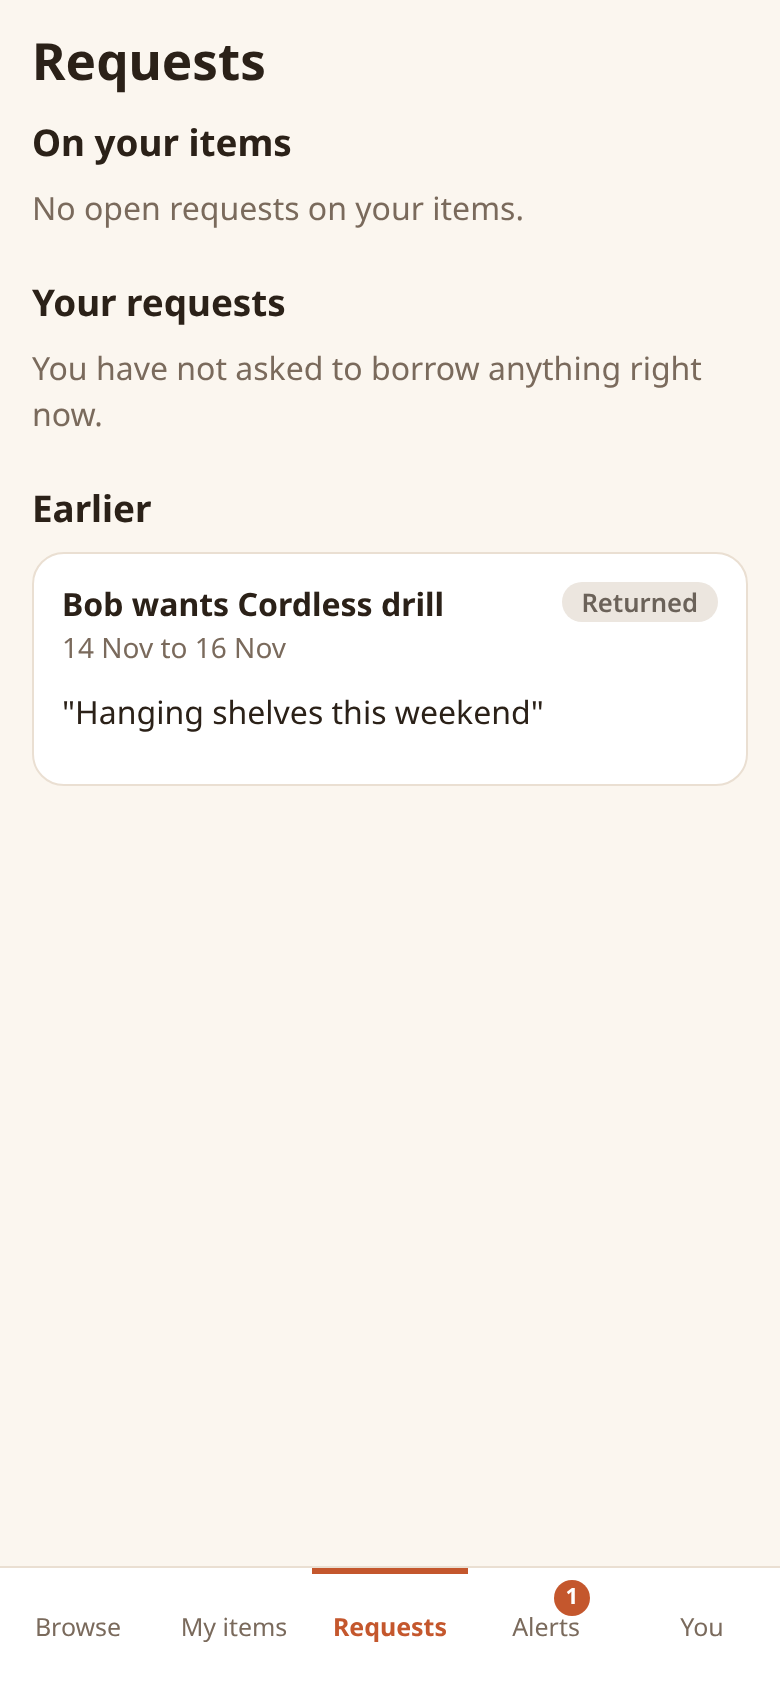 Requests
On your items
No open requests on your items.
Your requests
You have not asked to borrow anything right
now.
Earlier
Bob wants Cordless drill
Returned
14 Nov to 16 Nov
"Hanging shelves this weekend"
1
Browse
My items
Requests
Alerts
You